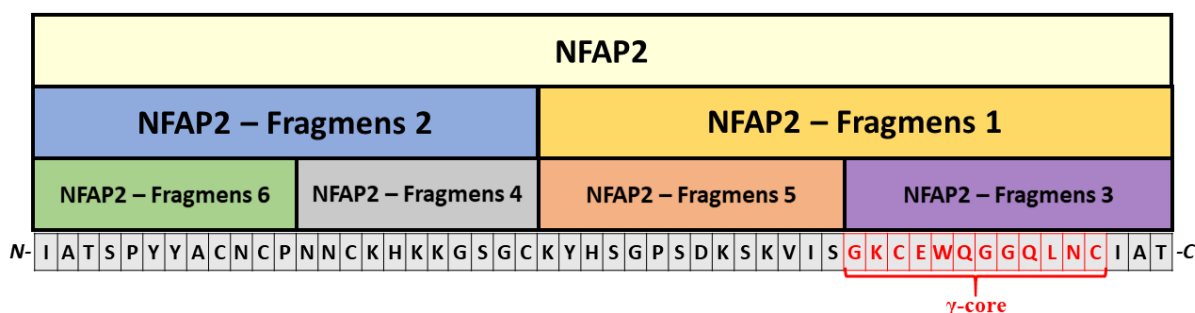 NFAP2
NFAP2 – Fragmens 2 NFAP2 – Fragmens 1
NFAP2 – Fragmens 6 NFAP2 – Fragmens 4 NFAP2 – Fragmens 5 NFAP2 – Fragmens 3
N- I A T S P Y Y A C N C P N N C K H K K G S G C K Y H S G P S D K S K V I S G K C E W Q G G Q L N C I A T -C
γ-core